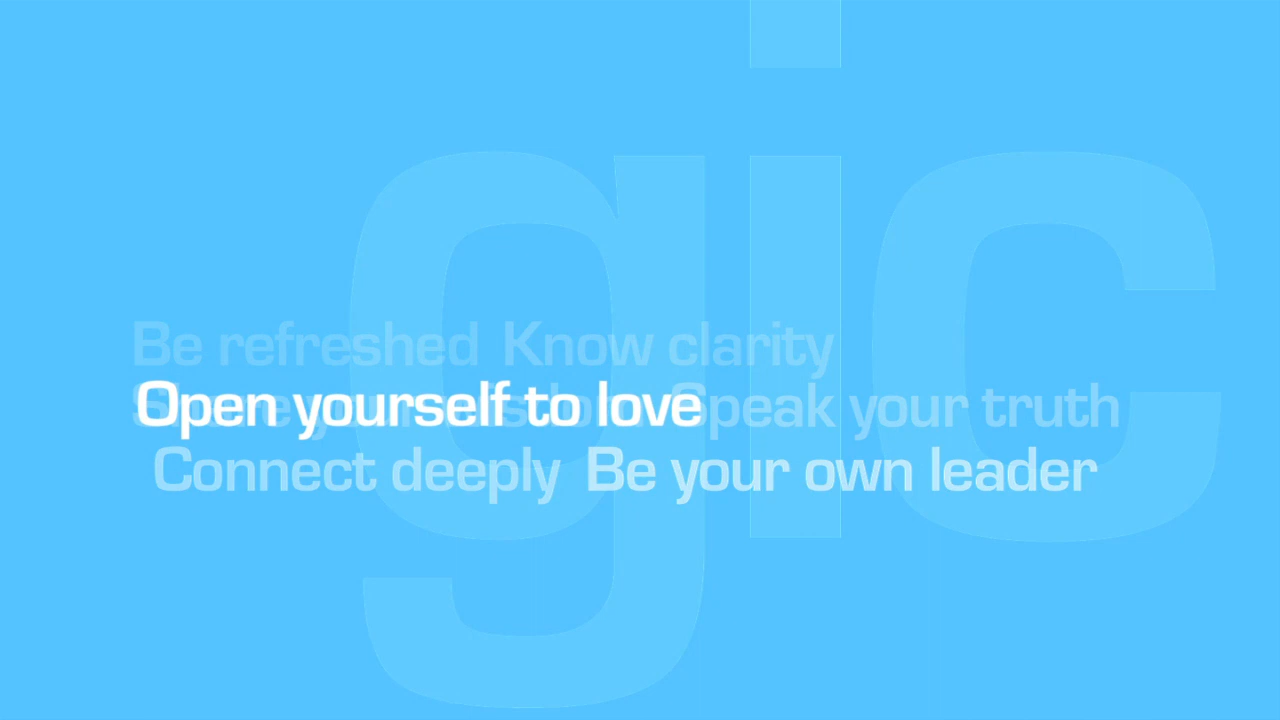 gic
Be refreshed Know clarity
Open yourself to love Speak your truth
Connect deeply Be your own leader